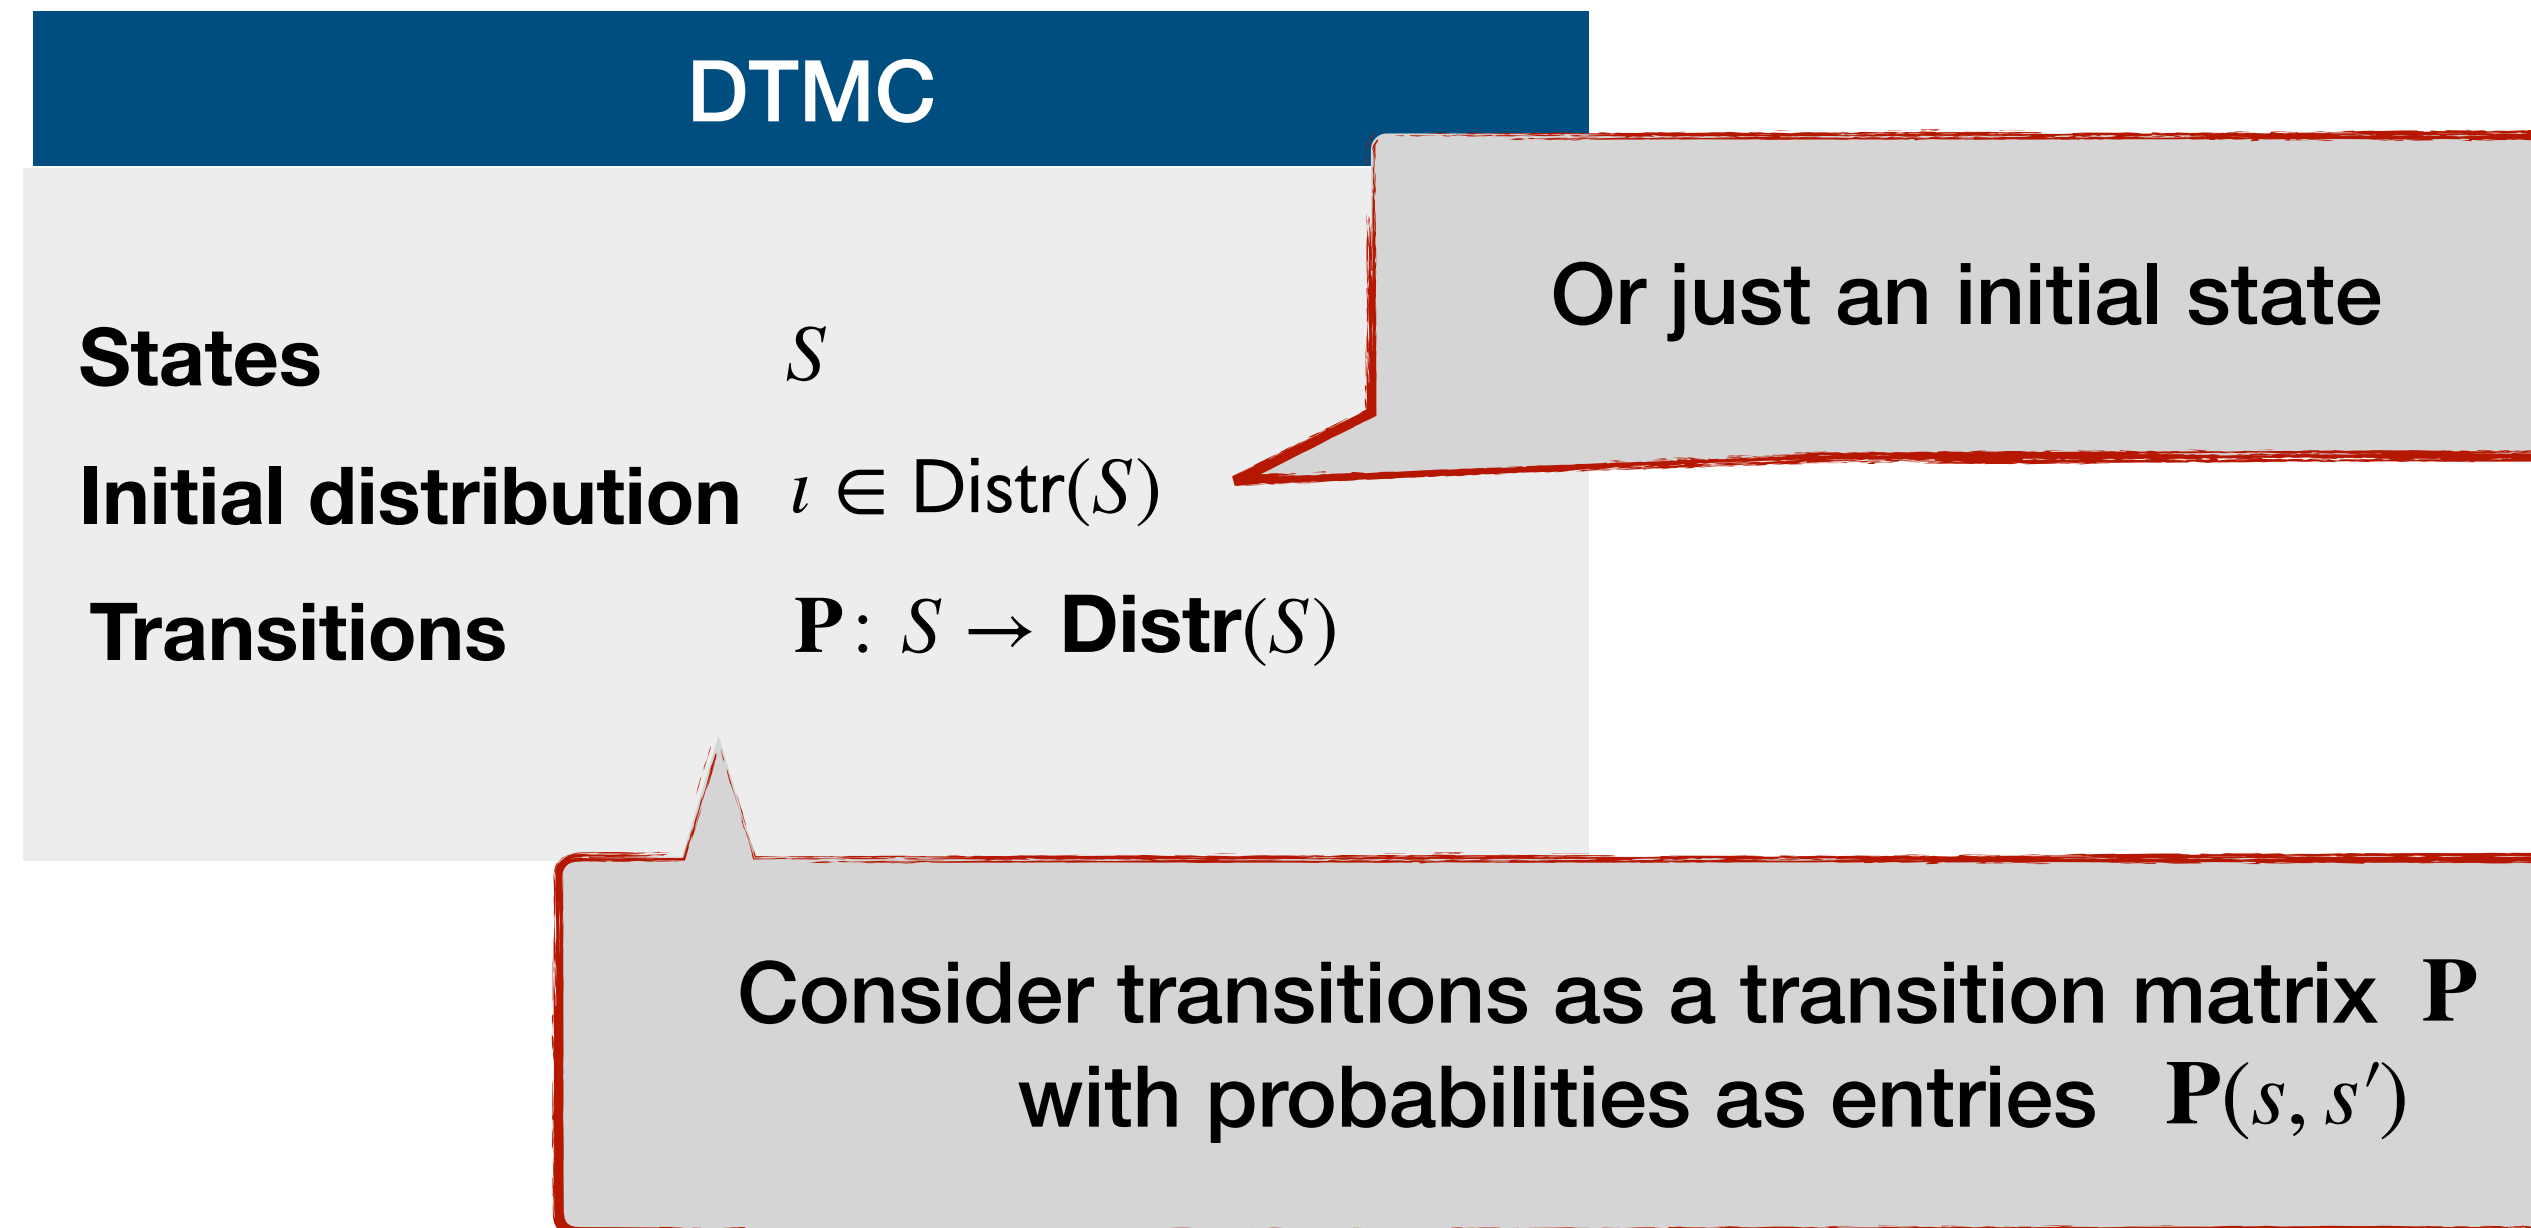 DTMC
Or just an initial state
States S
Initial distribution ι ∈ Distr(S)
Transitions P: S → Distr(S)
Consider transitions as a transition matrix P
with probabilities as entries P(s, s′)